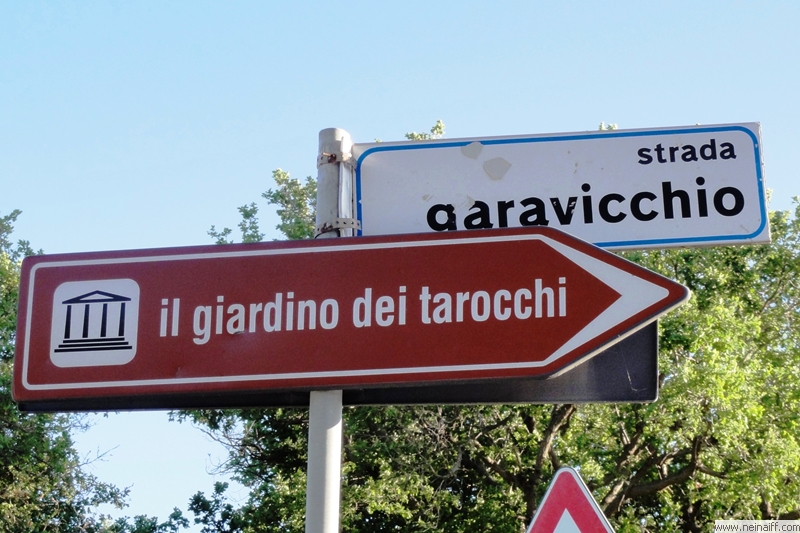 strada
garavicchio
il giardino dei tarocchi
www.neinaiff.com